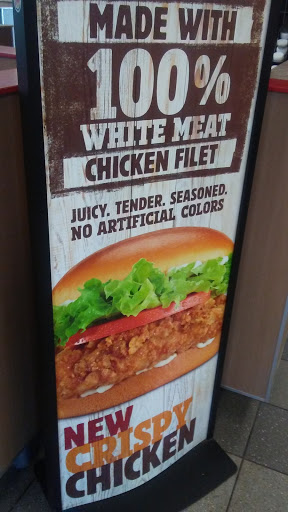 MADE WITH
100%
WHITE MEAT
CHICKEN FILET
JUICY. TENDER. SEASONED.
NO ARTIFICIAL COLORS
NEW
CRISPY
CHICKEN